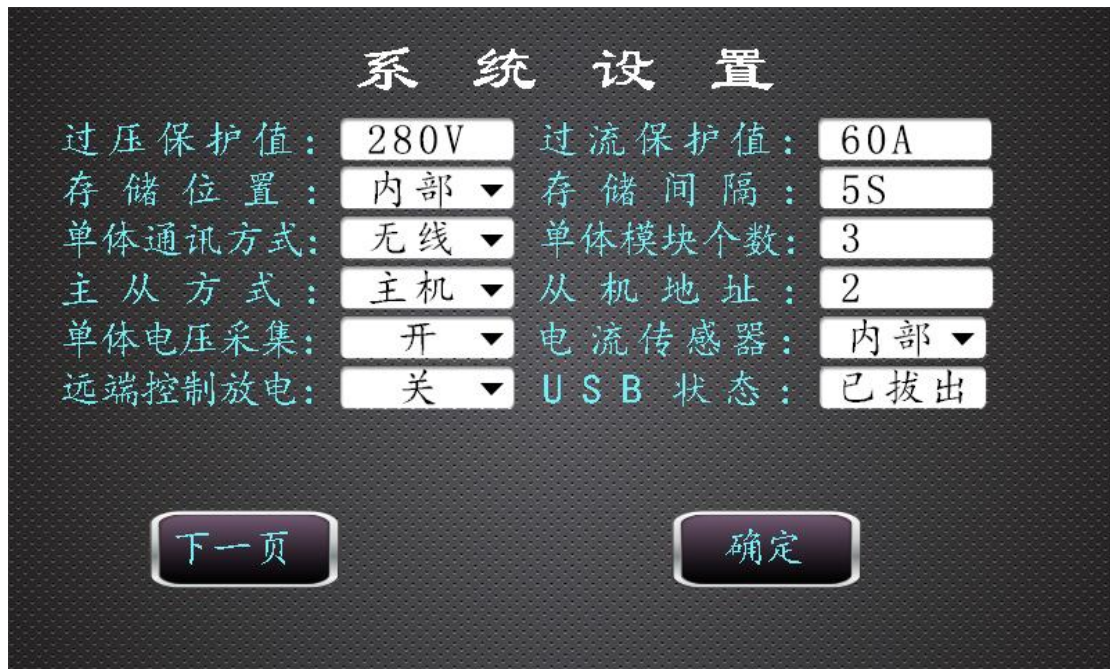 系统设置
过压保护值： 280V 过流保护值： 60A
存储位置： 内部 存储间隔： 5S
单体通讯方式： 无线 单体模块个数： 3
主从方式： 主机 从机地址： 2
单体电压采集： 开 电流传感器： 内部
远端控制放电： 关 USB状态： 已拔出
下一页 确定